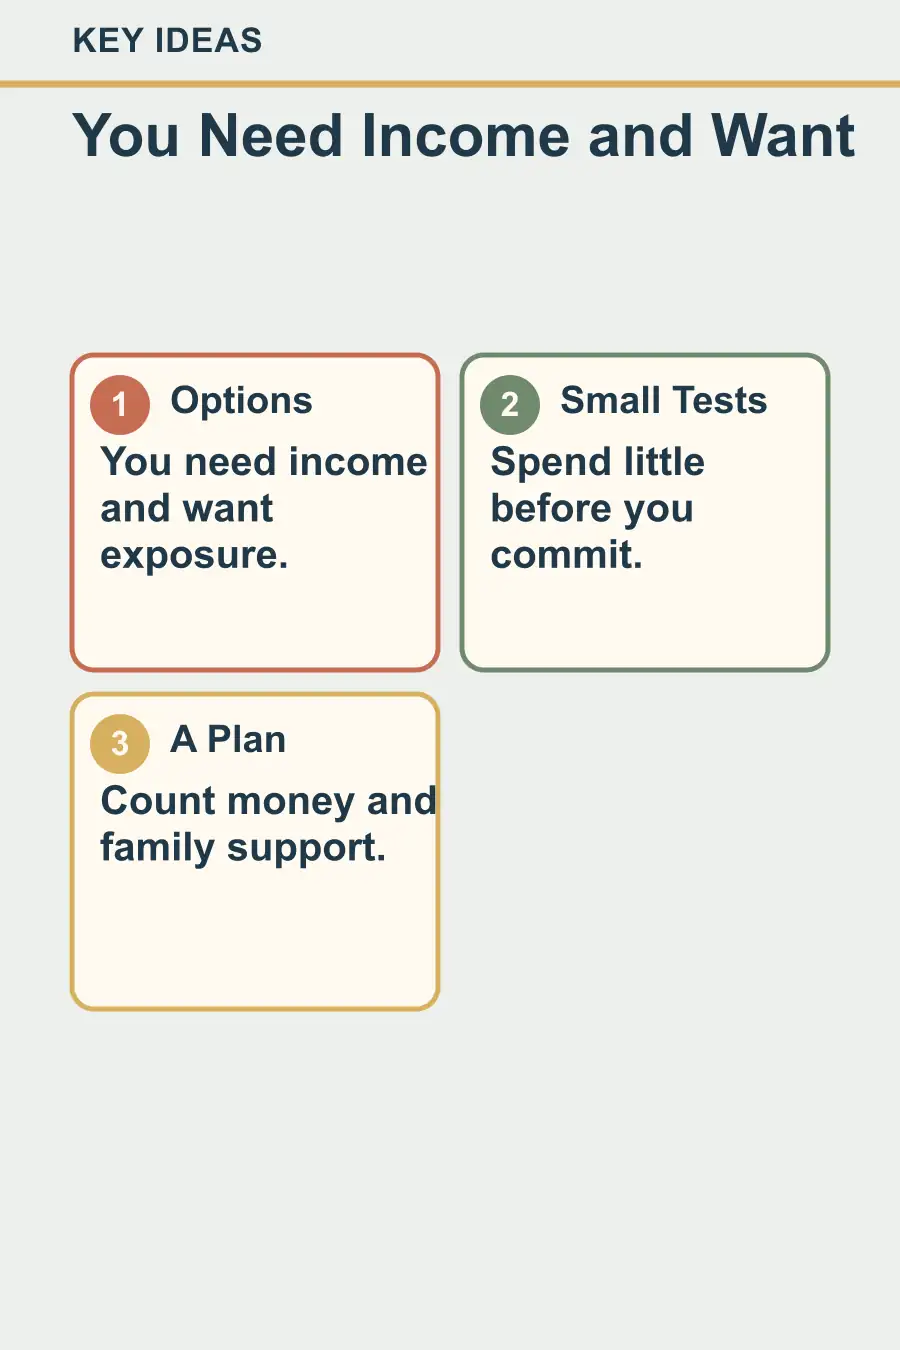 KEY IDEAS
You Need Income and Want
1 Options
You need income
and want
exposure.
2 Small Tests
Spend little
before you
commit.
3 A Plan
Count money and
family support.